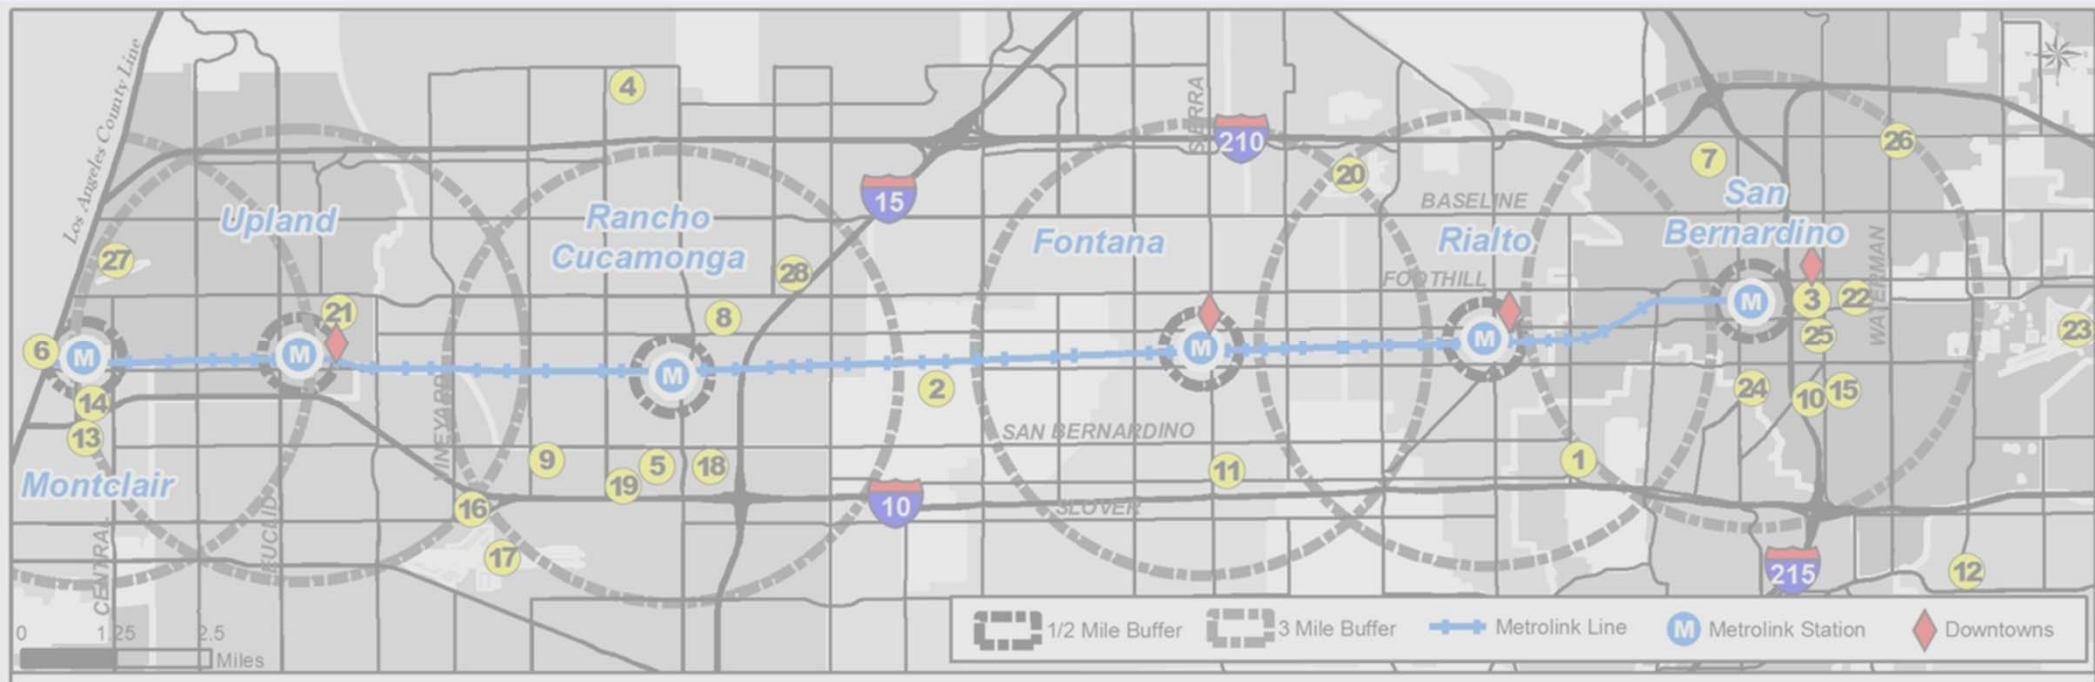 Los Angeles County Line
4
SIERRA
210
7
26
20
15
San
Bernardino
BASELINE
Upland
Rancho
Cucamonga
Fontana
Rialto
WATERMAN
27
28
FOOTHILL
21
8
3
22
25
23
6
M
M
M
M
M
M
14
2
24
10
15
13
VINEYARD
SAN BERNARDINO
Montclair
9
19
5
18
11
1
16
10
SLOVER
17
CENTRAL
EUCLID
215
12
0 1.25 2.5
Miles
1/2 Mile Buffer
3 Mile Buffer
Metrolink Line
M Metrolink Station
Downtowns